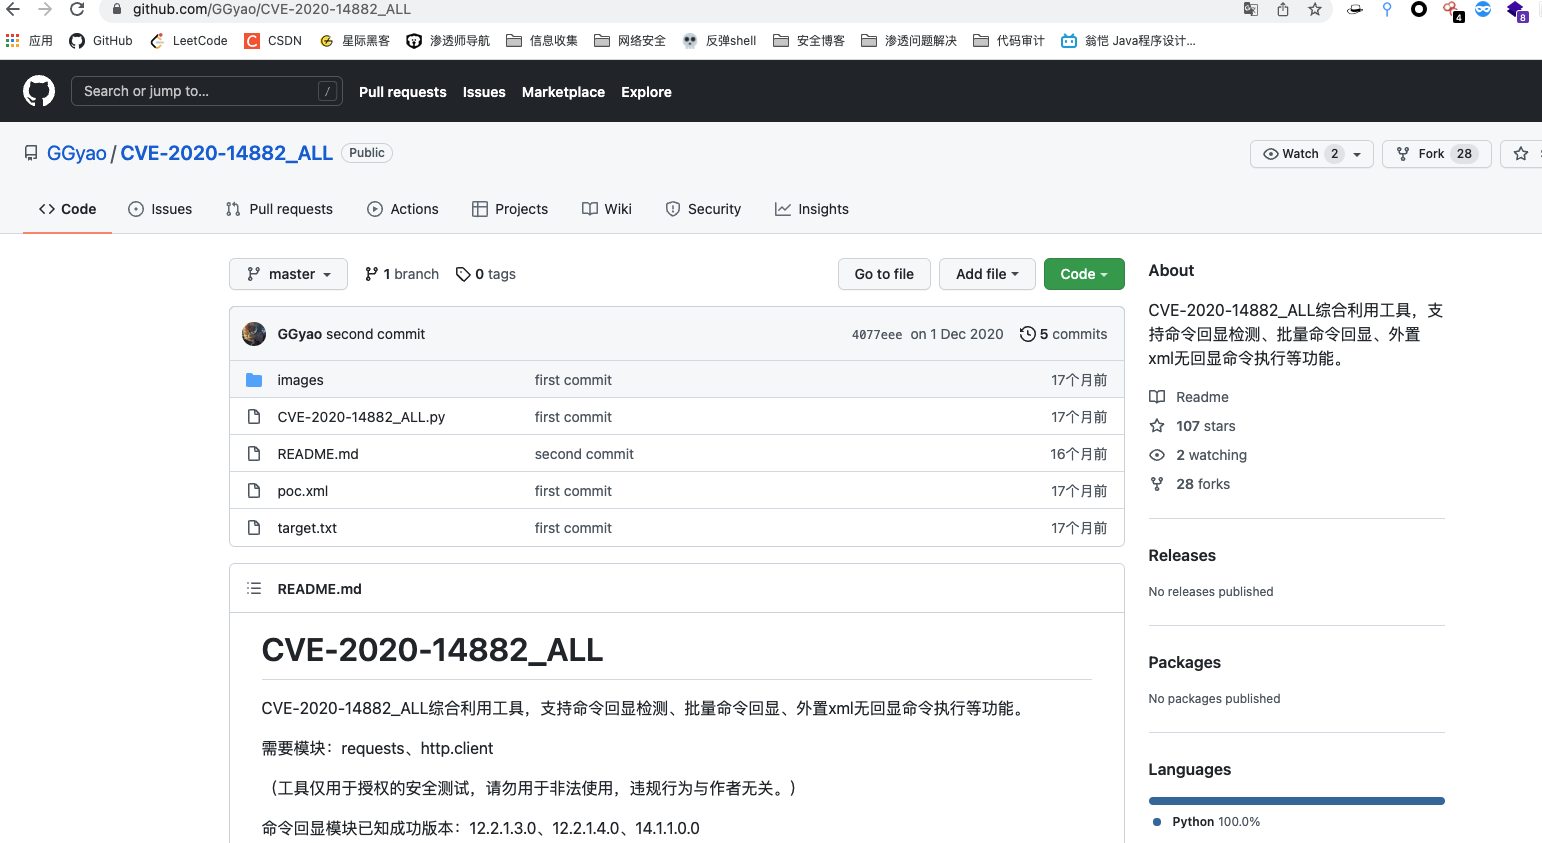 github.com/GGyao/CVE-2020-14882_ALL
4
8
应用
GitHub
LeetCode
CSDN
星际黑客
渗透师导航
信息收集
网络安全
反弹shell
安全博客
渗透问题解决
代码审计
翁恺 Java程序设计...
Search or jump to...
/
Pull requests
Issues
Marketplace
Explore
GGyao / CVE-2020-14882_ALL
Public
Watch 2
Fork 28
Code
Issues
Pull requests
Actions
Projects
Wiki
Security
Insights
master
1 branch
0 tags
Go to file
Add file
Code
GGyao second commit
4077eee on 1 Dec 2020
5 commits
images
first commit
17个月前
CVE-2020-14882_ALL.py
first commit
17个月前
README.md
second commit
16个月前
poc.xml
first commit
17个月前
target.txt
first commit
17个月前
README.md
CVE-2020-14882_ALL
CVE-2020-14882_ALL综合利用工具，支持命令回显检测、批量命令回显、外置xml无回显命令执行等功能。
需要模块：requests、http.client
（工具仅用于授权的安全测试，请勿用于非法使用，违规行为与作者无关。）
命令回显模块已知成功版本：12.2.1.3.0、12.2.1.4.0、14.1.1.0.0
About
CVE-2020-14882_ALL综合利用工具，支
持命令回显检测、批量命令回显、外置
xml无回显命令执行等功能。
Readme
107 stars
2 watching
28 forks
Releases
No releases published
Packages
No packages published
Languages
Python 100.0%